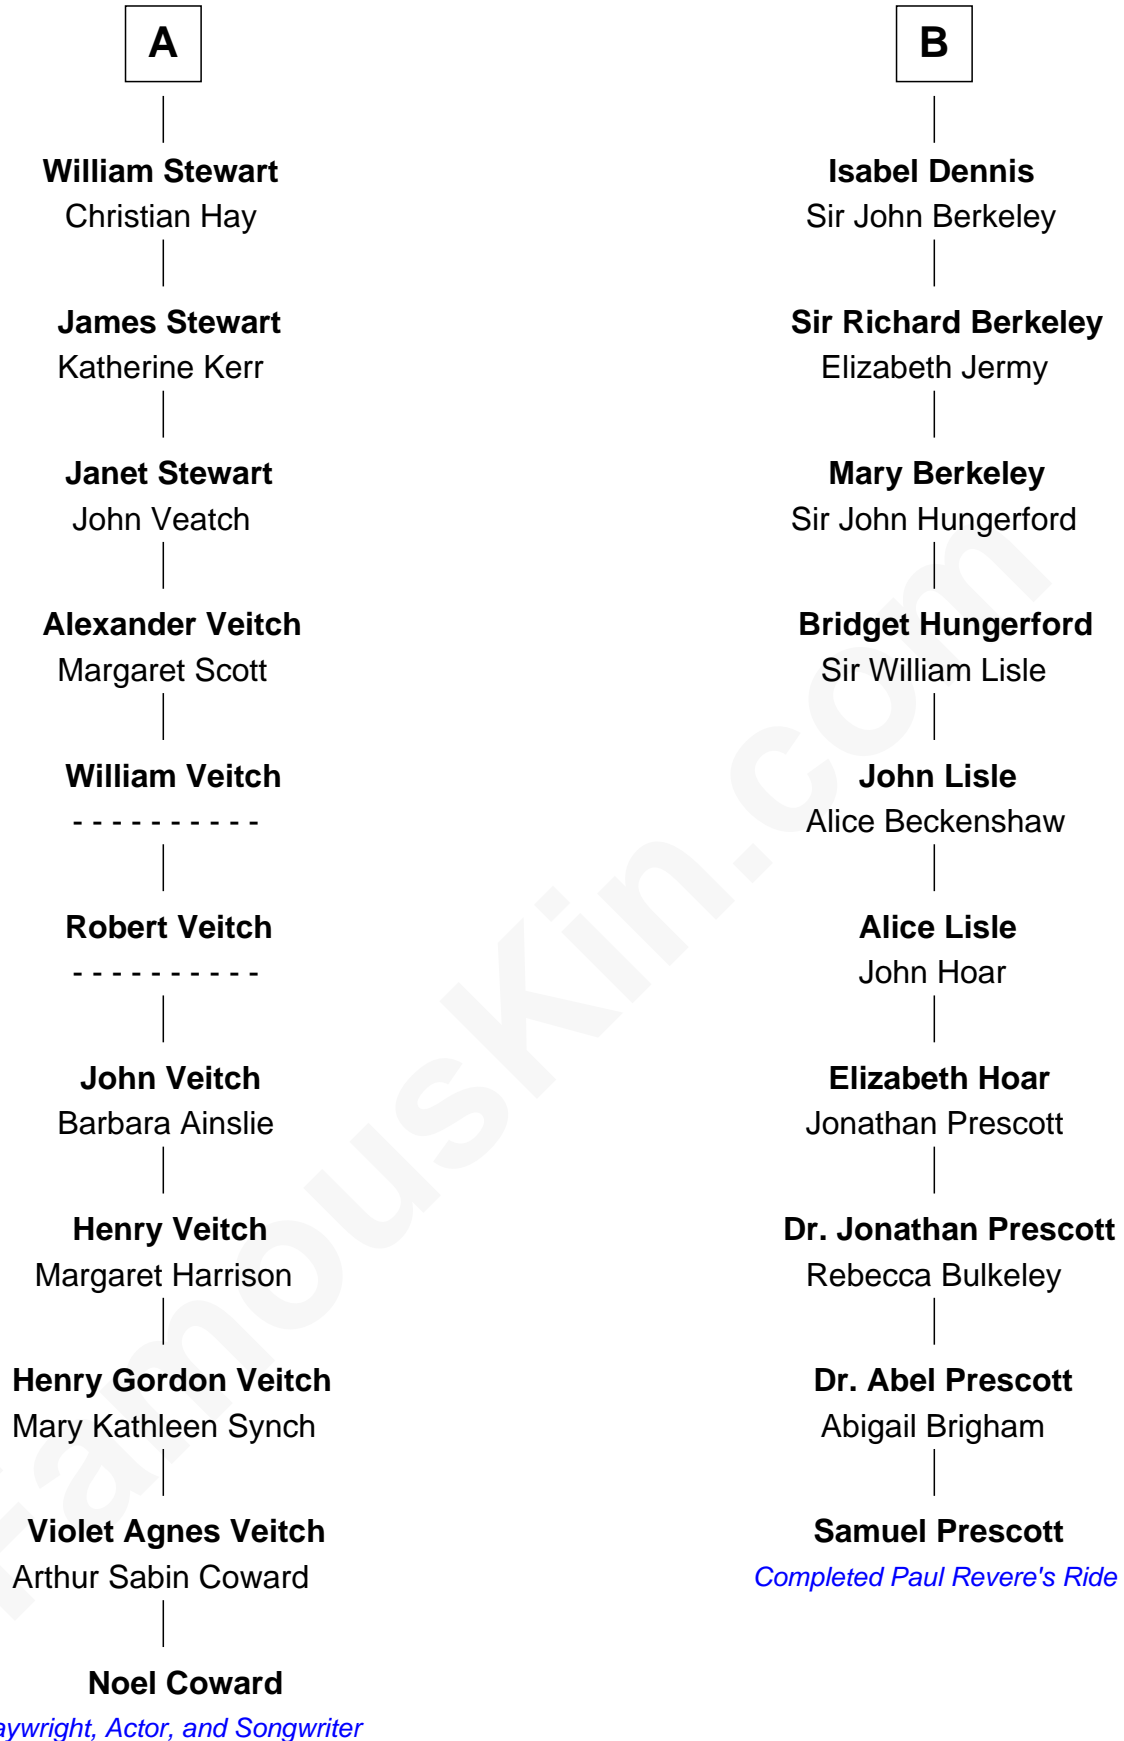 A
William Stewart
Christian Hay
James Stewart
Katherine Kerr
Janet Stewart
John Veatch
Alexander Veitch
Margaret Scott
William Veitch
- - - - - - - - - -
Robert Veitch
- - - - - - - - - -
John Veitch
Barbara Ainslie
Henry Veitch
Margaret Harrison
Henry Gordon Veitch
Mary Kathleen Synch
Violet Agnes Veitch
Arthur Sabin Coward
Noel Coward
aywright, Actor, and Songwriter
B
Isabel Dennis
Sir John Berkeley
Sir Richard Berkeley
Elizabeth Jermy
Mary Berkeley
Sir John Hungerford
Bridget Hungerford
Sir William Lisle
John Lisle
Alice Beckenshaw
Alice Lisle
John Hoar
Elizabeth Hoar
Jonathan Prescott
Dr. Jonathan Prescott
Rebecca Bulkeley
Dr. Abel Prescott
Abigail Brigham
Samuel Prescott
Completed Paul Revere's Ride
FamousKin.com